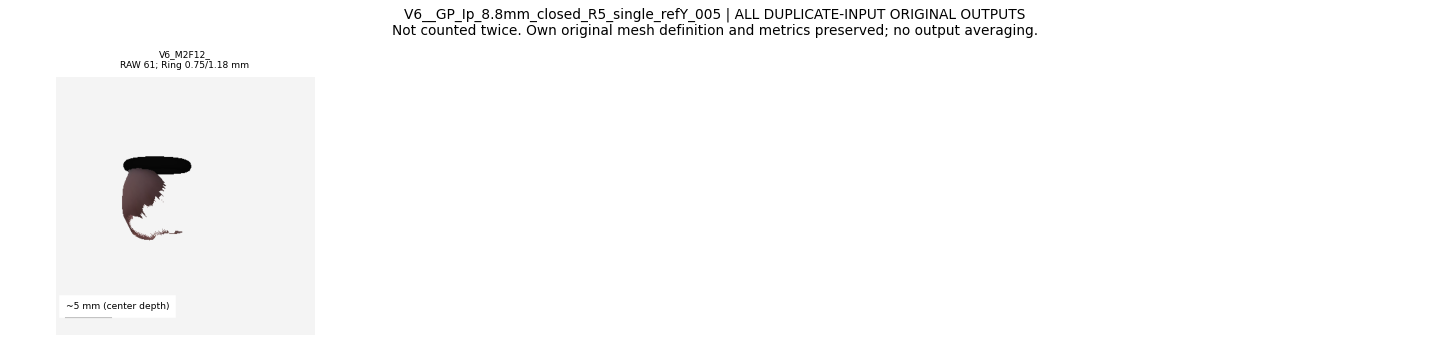 V6__GP_Ip_8.8mm_closed_R5_single_refY_005 | ALL DUPLICATE-INPUT ORIGINAL OUTPUTS
Not counted twice. Own original mesh definition and metrics preserved; no output averaging.
V6_M2F12_
RAW 61; Ring 0.75/1.18 mm
~5 mm (center depth)